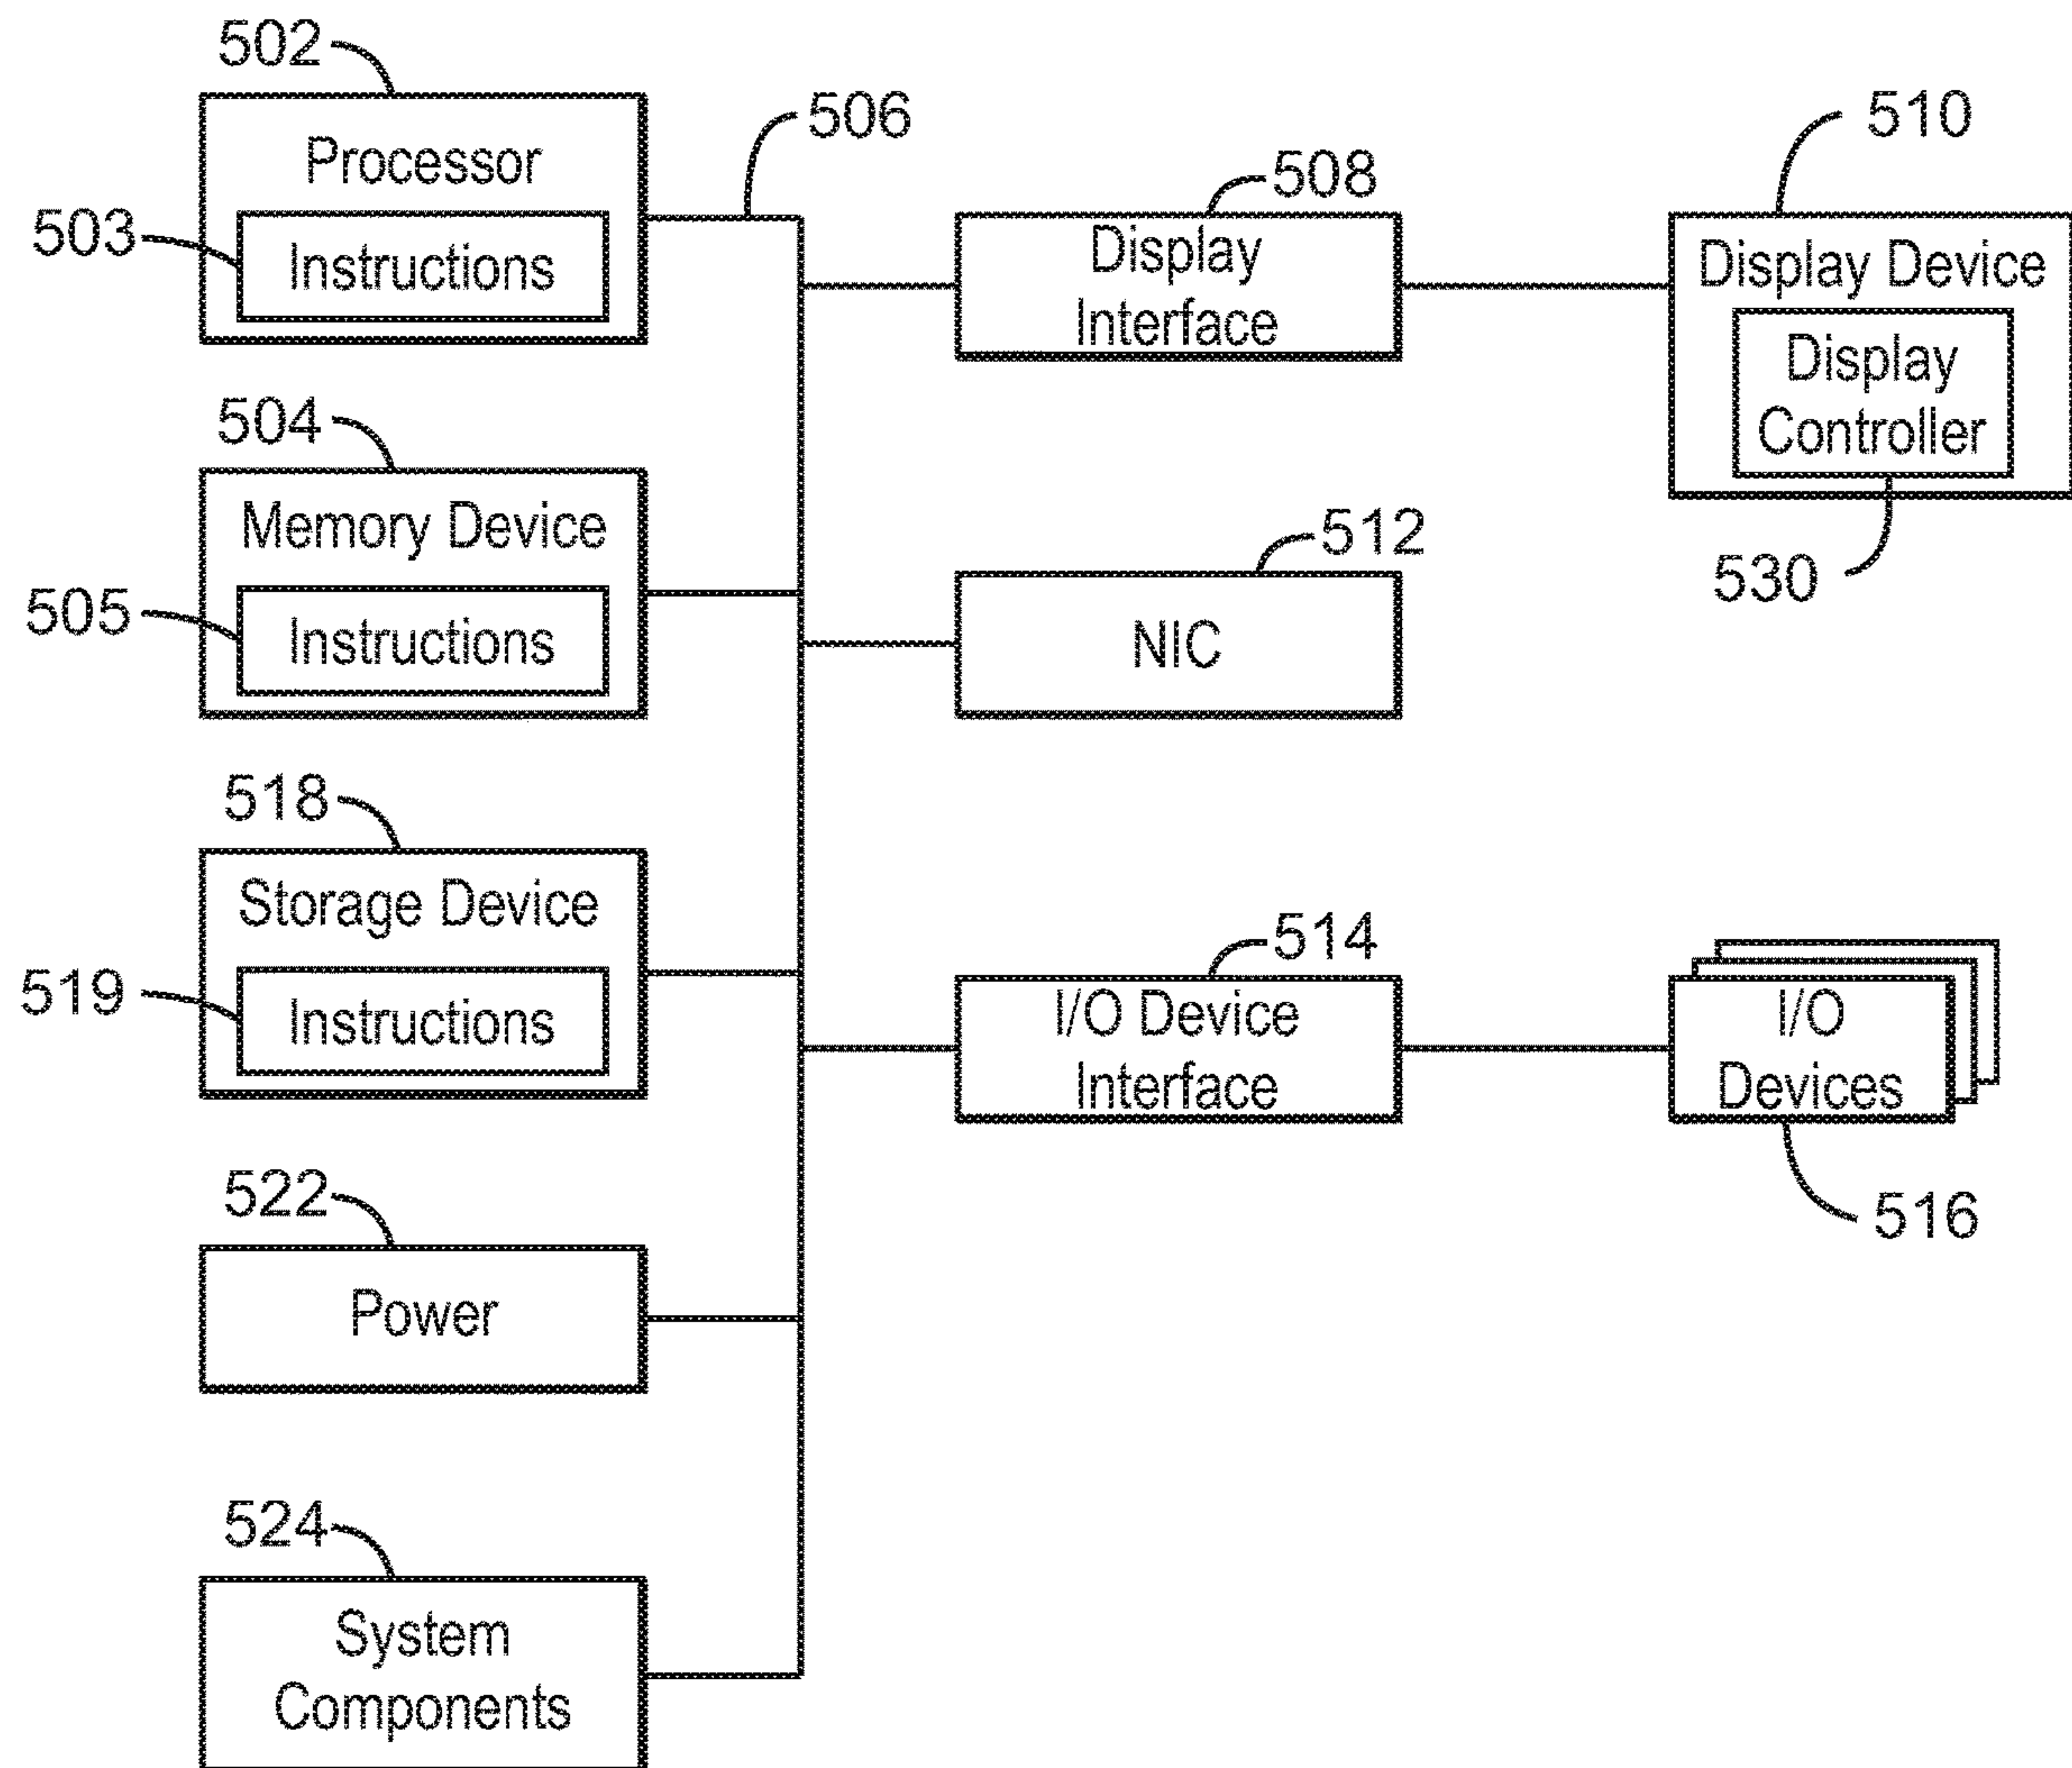 502
Processor
503
Instructions
506
508
Display
Interface
510
Display Device
Display
Controller
530
504
Memory Device
505
Instructions
512
NIC
518
Storage Device
519
Instructions
514
I/O Device
Interface
I/O
Devices
516
522
Power
524
System
Components